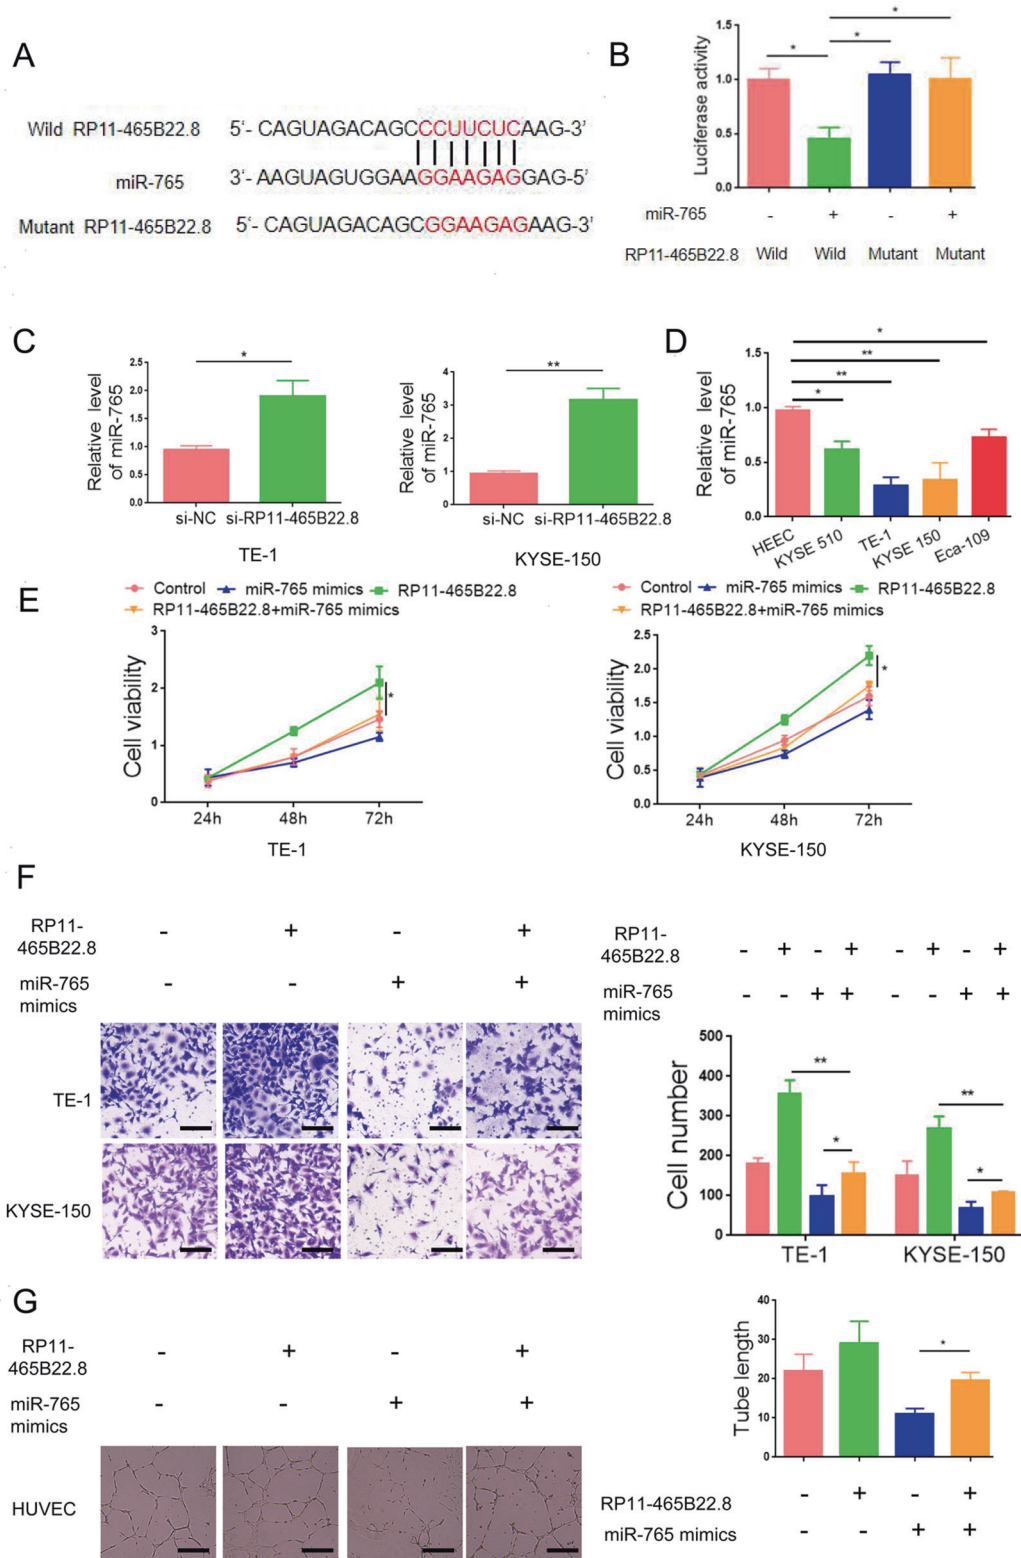 A
Wild RP11-465B22.8 5'- CAGUAGACAGCCCUUCUCAAG-3'
miR-765 3'- AAGUAGUGGAAGGAAGAGGAG-5'
Mutant RP11-465B22.8 5'- CAGUAGACAGCGGAAGAGAAG-3'
B
Luciferase activity
1.5
1.0
0.5
0.0
* * * *
miR-765 - + - +
RP11-465B22.8 Wild Wild Mutant Mutant
C
Relative level
of miR-765
2.5
2.0
1.5
1.0
0.5
0.0
*
si-NC si-RP11-465B22.8
TE-1
Relative level
of miR-765
4
3
2
1
0
**
si-NC si-RP11-465B22.8
KYSE-150
D
Relative level
of miR-765
1.5
1.0
0.5
0.0
*
**
**
*
HEEC KYSE 510 TE-1 KYSE 150 Eca-109
E
Control miR-765 mimics RP11-465B22.8
RP11-465B22.8+miR-765 mimics
Cell viability
3
2
1
0
*
24h 48h 72h
TE-1
Control miR-765 mimics RP11-465B22.8
RP11-465B22.8+miR-765 mimics
Cell viability
2.5
2.0
1.5
1.0
0.5
0.0
*
24h 48h 72h
KYSE-150
F
RP11-
465B22.8
- + - +
miR-765
mimics
- - + +
TE-1
KYSE-150
RP11-
465B22.8
- + - + - + - +
miR-765
mimics
- - + + - - + +
Cell number
500
400
300
200
100
0
** **
* *
TE-1 KYSE-150
G
RP11-
465B22.8
- + - +
miR-765
mimics
- - + +
HUVEC
Tube length
40
30
20
10
0
*
RP11-465B22.8 - + - +
miR-765 mimics - - + +